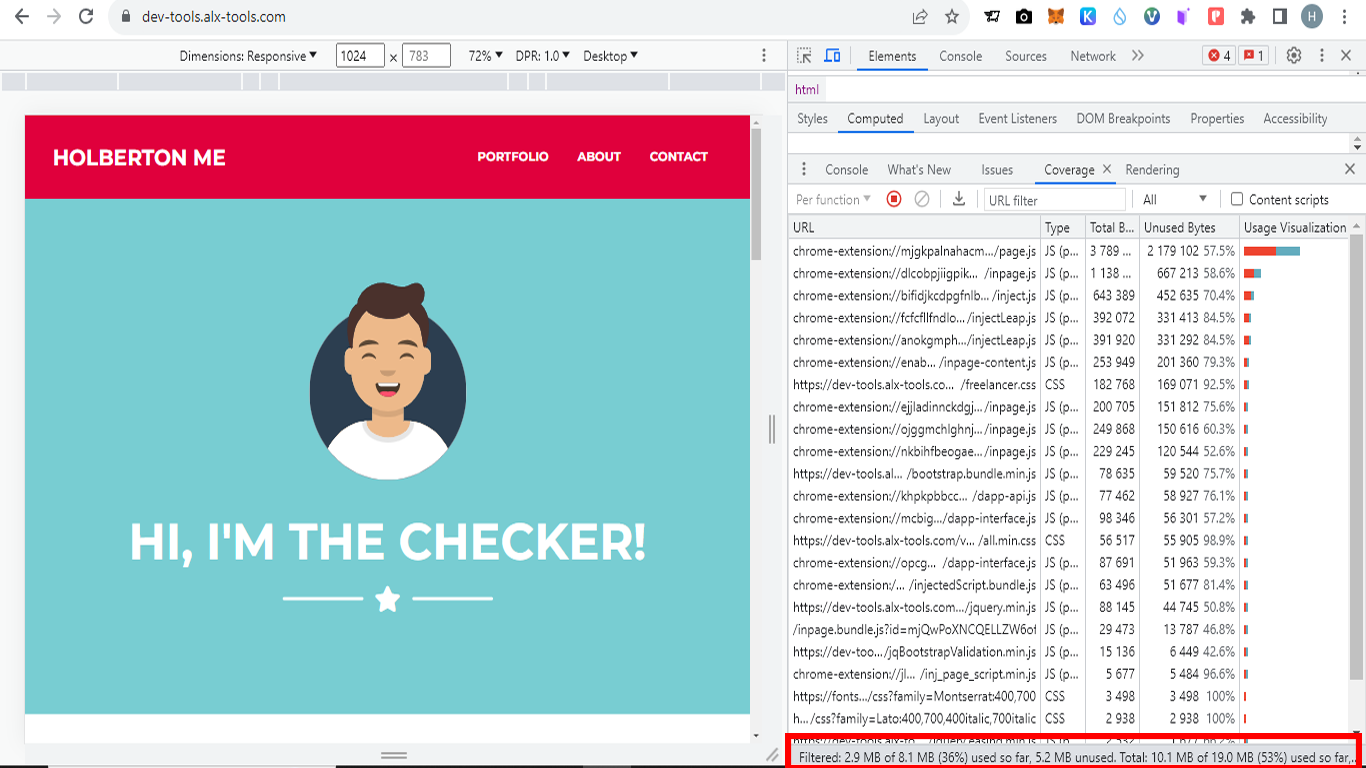 dev-tools.alx-tools.com
H
Dimensions: Responsive 1024 x 783 72% DPR: 1.0 Desktop
Elements Console Sources Network 4 1
html
Styles Computed Layout Event Listeners DOM Breakpoints Properties Accessibility
Console What's New Issues Coverage Rendering
Per function URL filter All Content scripts
HOLBERTON ME PORTFOLIO ABOUT CONTACT
HI, I'M THE CHECKER!
URL Type Total B... Unused Bytes Usage Visualization
chrome-extension://mjgkpalnahacm.../page.js JS (p... 3 789 ... 2 179 102 57.5%
chrome-extension://dlcobpjiigpik... /inpage.js JS (p... 1 138 ... 667 213 58.6%
chrome-extension://bifidjkcdpgfnlb... /inject.js JS (p... 643 389 452 635 70.4%
chrome-extension://fcfcfllfndlo... /injectLeap.js JS (p... 392 072 331 413 84.5%
chrome-extension://anokgmph... /injectLeap.js JS (p... 391 920 331 292 84.5%
chrome-extension://enab... /inpage-content.js JS (p... 253 949 201 360 79.3%
https://dev-tools.alx-tools.co... /freelancer.css CSS 182 768 169 071 92.5%
chrome-extension://ejjladinnckdgj... /inpage.js JS (p... 200 705 151 812 75.6%
chrome-extension://ojggmchlghnj... /inpage.js JS (p... 249 868 150 616 60.3%
chrome-extension://nkbihfbeogae... /inpage.js JS (p... 229 245 120 544 52.6%
https://dev-tools.al... /bootstrap.bundle.min.js JS (p... 78 635 59 520 75.7%
chrome-extension://khpkpbbcc... /dapp-api.js JS (p... 77 462 58 927 76.1%
chrome-extension://mcbig... /dapp-interface.js JS (p... 98 346 56 301 57.2%
https://dev-tools.alx-tools.com/v... /all.min.css CSS 56 517 55 905 98.9%
chrome-extension://opcg... /dapp-interface.js JS (p... 87 691 51 963 59.3%
chrome-extension:/... /injectedScript.bundle.js JS (p... 63 496 51 677 81.4%
https://dev-tools.alx-tools.com... /jquery.min.js JS (p... 88 145 44 745 50.8%
/inpage.bundle.js?id=mjQwPoXNCQELLZW6of JS (p... 29 473 13 787 46.8%
https://dev-too... /jqBootstrapValidation.min.js JS (p... 15 136 6 449 42.6%
chrome-extension://jl... /inj_page_script.min.js JS (p... 5 677 5 484 96.6%
https://fonts.../css?family=Montserrat:400,700 CSS 3 498 3 498 100%
h... /css?family=Lato:400,700,400italic,700italic CSS 2 938 2 938 100%
Filtered: 2.9 MB of 8.1 MB (36%) used so far, 5.2 MB unused. Total: 10.1 MB of 19.0 MB (53%) used so far,...